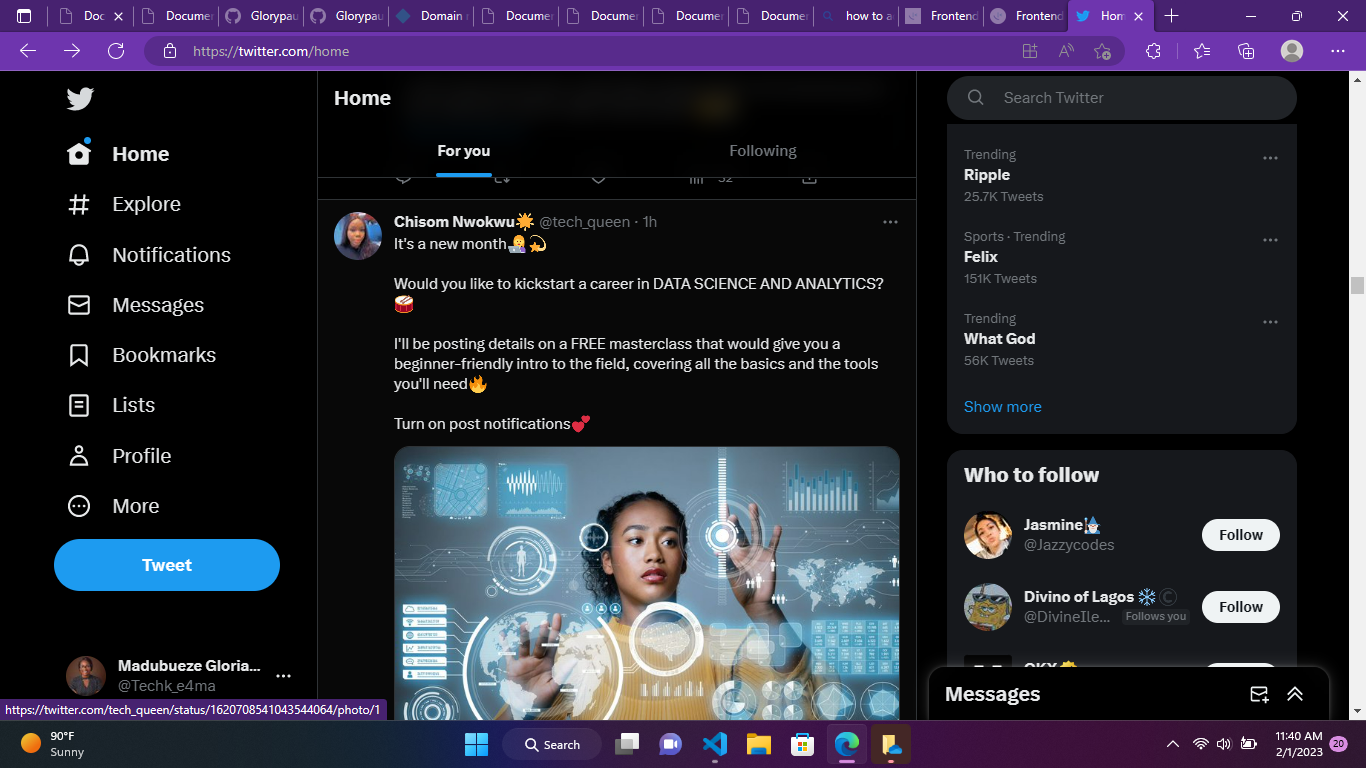 Doc
Documen
Glorypau
Glorypau
Domain
Documen
Documen
Documen
Documen
how to a
Frontend
Frontend
Hom
https://twitter.com/home
Home
For you
Following
32
Home
Explore
Notifications
Messages
Bookmarks
Lists
Profile
More
Tweet
Madubueze Gloria...
@Techk_e4ma
Chisom Nwokwu🌟 @tech_queen · 1h
It's a new month👩‍💻💫
Would you like to kickstart a career in DATA SCIENCE AND ANALYTICS?
🥁
I'll be posting details on a FREE masterclass that would give you a
beginner-friendly intro to the field, covering all the basics and the tools
you'll need🔥
Turn on post notifications💕
Search Twitter
Trending
Ripple
25.7K Tweets
Sports · Trending
Felix
151K Tweets
Trending
What God
56K Tweets
Show more
Who to follow
Jasmine🧙
@Jazzycodes
Follow
Divino of Lagos ❄️©
@DivineIle... Follows you
Follow
Messages
https://twitter.com/tech_queen/status/1620708541043544064/photo/1
90°F
Sunny
Search
11:40 AM
2/1/2023
20